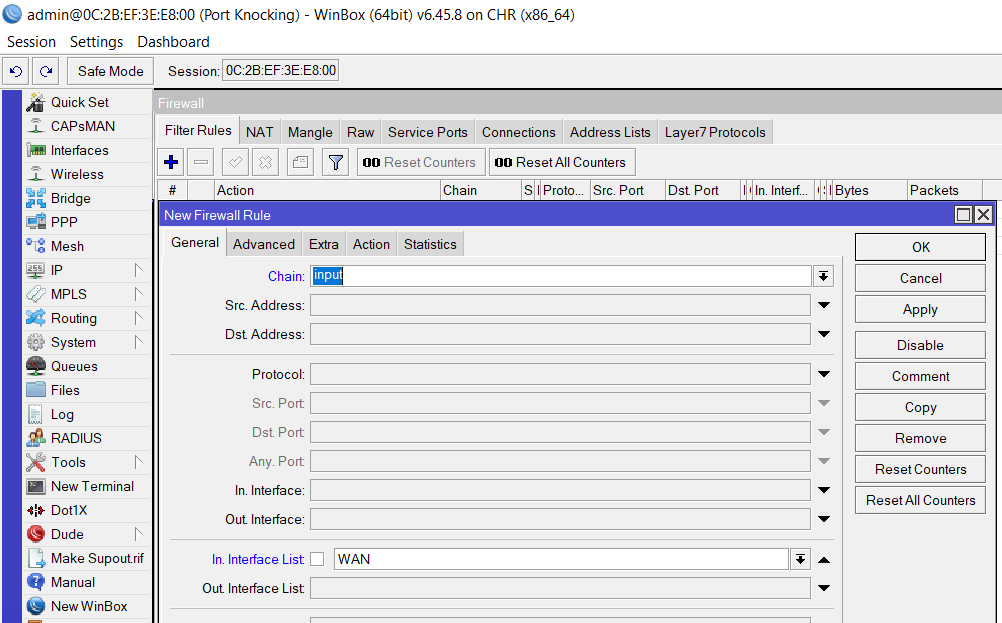 admin@0C:2B:EF:3E:E8:00 (Port Knocking) - WinBox (64bit) v6.45.8 on CHR (x86_64)
Session Settings Dashboard
Safe Mode Session: 0C:2B:EF:3E:E8:00
Quick Set
CAPsMAN
Interfaces
Wireless
Bridge
PPP
Mesh
255
IP
MPLS
Routing
System
Queues
Files
Log
RADIUS
Tools
New Terminal
Dot1X
Dude
Make Supout.rif
Manual
New WinBox
Firewall
Filter Rules NAT Mangle Raw Service Ports Connections Address Lists Layer7 Protocols
00 Reset Counters 00 Reset All Counters
# Action Chain S Proto... Src. Port Dst. Port In. Interf... Bytes Packets
New Firewall Rule
General Advanced Extra Action Statistics
Chain: input
Src. Address:
Dst. Address:
Protocol:
Src. Port:
Dst. Port:
Any. Port:
In. Interface:
Out. Interface:
In. Interface List: WAN
Out. Interface List:
OK
Cancel
Apply
Disable
Comment
Copy
Remove
Reset Counters
Reset All Counters